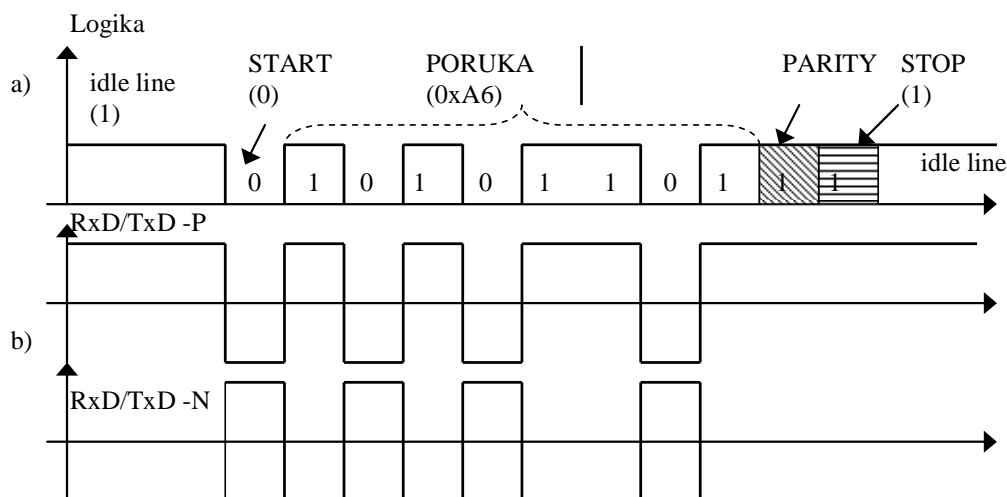 Logika
a)
idle line
(1)
START
(0)
PORUKA
(0xA6)
PARITY
STOP
(1)
0 1 0 1 0 1 1 0 1 1 1
idle line
RxD/TxD -P
b)
RxD/TxD -N